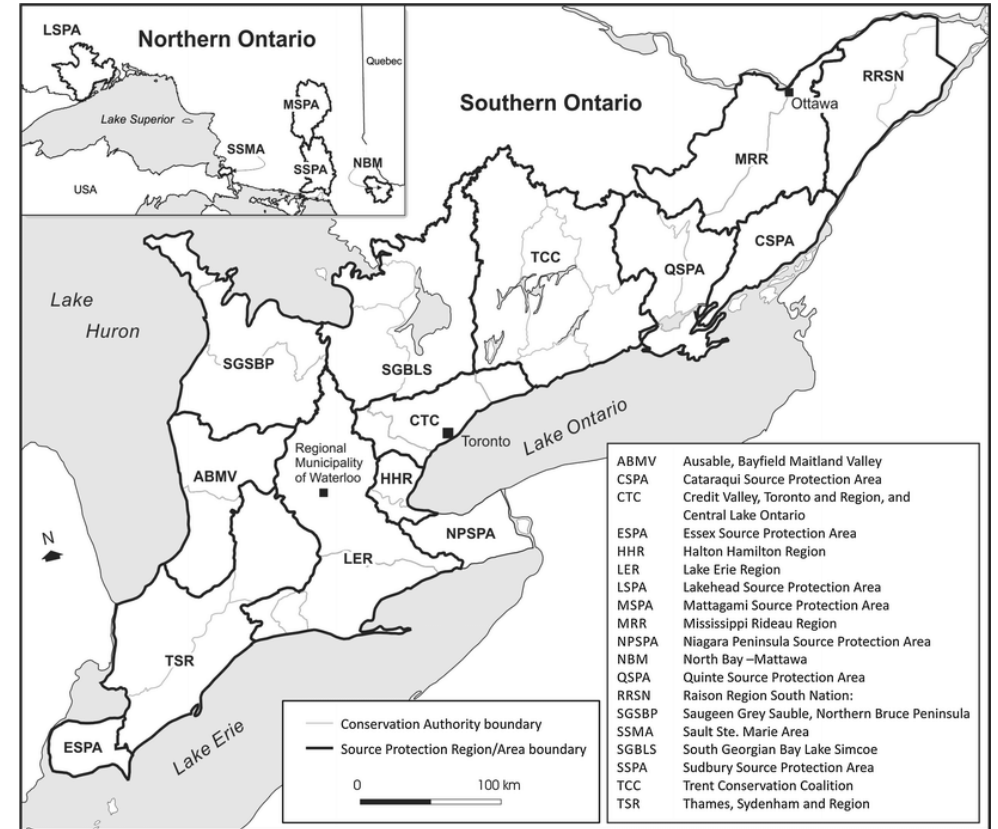 LSPA
Northern Ontario
Quebec
MSPA
Lake Superior
SSMA
SSPA
NBM
USA
Southern Ontario
RRSN
Ottawa
MRR
CSPA
TCC
QSPA
Lake
Huron
SGSBP
SGBLS
CTC
Toronto
Lake Ontario
Regional
Municipality
of Waterloo
ABMV
HHR
N
NPSPA
LER
TSR
ESPA
Lake Erie
Conservation Authority boundary
Source Protection Region/Area boundary
0 100 km
ABMV Ausable, Bayfield Maitland Valley
CSPA Cataraqui Source Protection Area
CTC Credit Valley, Toronto and Region, and
Central Lake Ontario
ESPA Essex Source Protection Area
HHR Halton Hamilton Region
LER Lake Erie Region
LSPA Lakehead Source Protection Area
MSPA Mattagami Source Protection Area
MRR Mississippi Rideau Region
NPSPA Niagara Peninsula Source Protection Area
NBM North Bay –Mattawa
QSPA Quinte Source Protection Area
RRSN Raison Region South Nation:
SGSBP Saugeen Grey Sauble, Northern Bruce Peninsula
SSMA Sault Ste. Marie Area
SGBLS South Georgian Bay Lake Simcoe
SSPA Sudbury Source Protection Area
TCC Trent Conservation Coalition
TSR Thames, Sydenham and Region